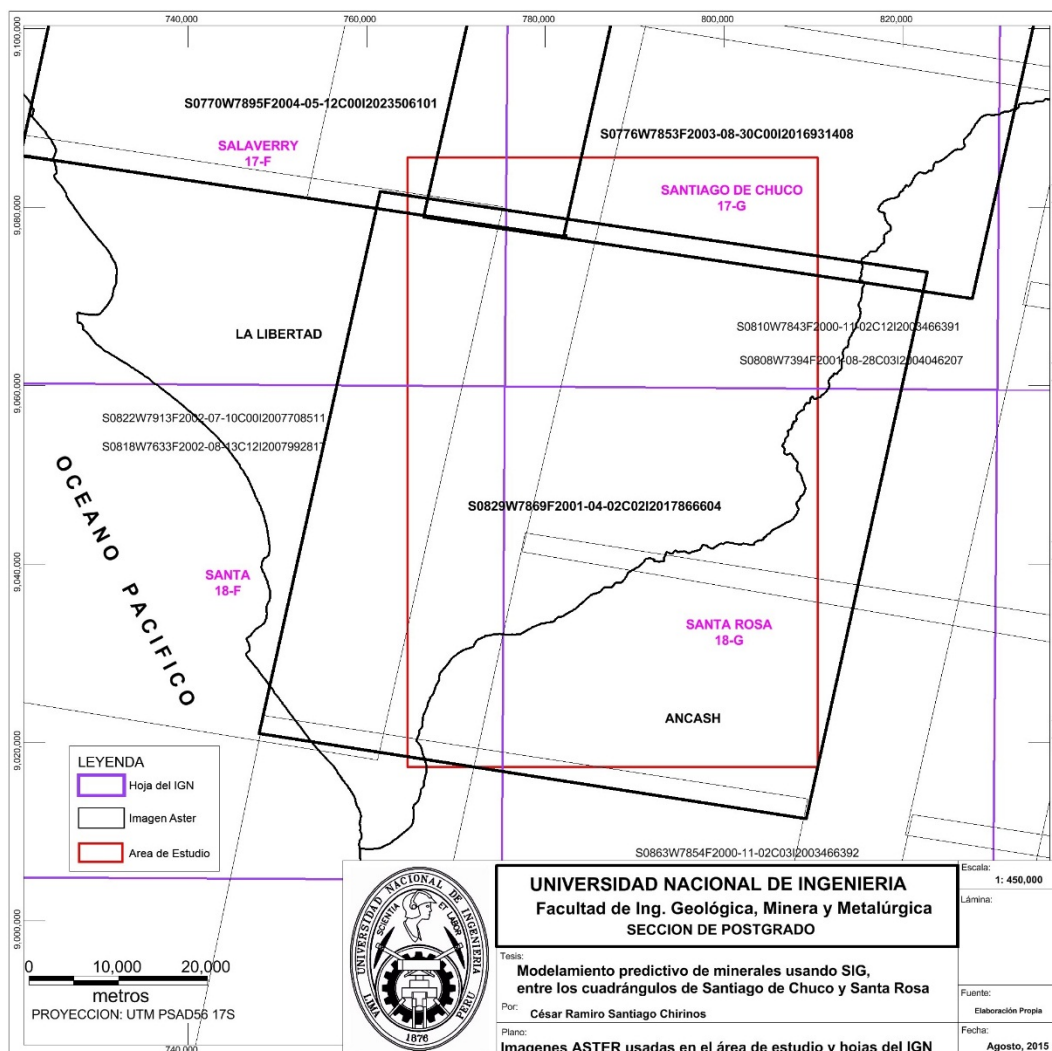 740,000
760,000
780,000
800,000
820,000
9,100,000
9,080,000
9,060,000
9,040,000
9,020,000
9,000,000
S0770W7895F2004-05-12C00I2023506101
S0776W7853F2003-08-30C00I2016931408
SALAVERRY
17-F
SANTIAGO DE CHUCO
17-G
LA LIBERTAD
S0810W7843F2000-11-02C12I2003466391
S0808W7394F2001-08-28C03I2004046207
S0822W7913F2002-07-10C00I2007708511
S0818W7633F2002-08-13C12I2007992817
OCEANO PACIFICO
S0829W7869F2001-04-02C02I2017866604
SANTA
18-F
SANTA ROSA
18-G
ANCASH
LEYENDA
Hoja del IGN
Imagen Aster
Area de Estudio
S0863W7854F2000-11-02C03I2003466392
0
10,000
20,000
metros
PROYECCION: UTM PSAD56 17S
740,000
UNIVERSIDAD NACIONAL DE INGENIERIA
SCIENTIA ET LABOR
LIMA 1876 PERU
UNIVERSIDAD NACIONAL DE INGENIERIA
Facultad de Ing. Geológica, Minera y Metalúrgica
SECCION DE POSTGRADO
Tesis:
Modelamiento predictivo de minerales usando SIG,
entre los cuadrángulos de Santiago de Chuco y Santa Rosa
Por:
César Ramiro Santiago Chirinos
Plano:
Imagenes ASTER usadas en el área de estudio y hojas del IGN
Escala:
1: 450,000
Lámina:
Fuente:
Elaboración Propia
Fecha:
Agosto, 2015